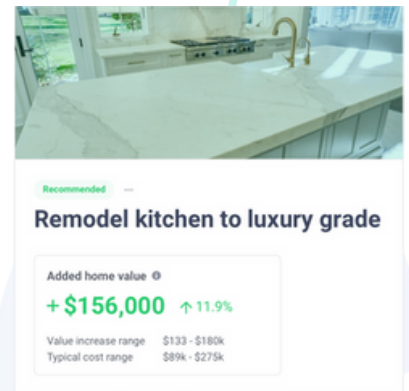 Recommended —
Remodel kitchen to luxury grade
Added home value
+ $156,000 ↑ 11.9%
Value increase range $133 - $180k
Typical cost range $89k - $275k